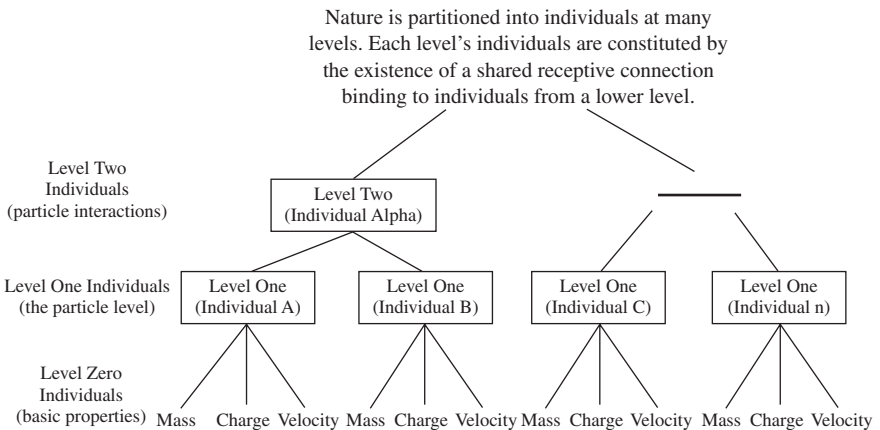 Nature is partitioned into individuals at many
levels. Each level's individuals are constituted by
the existence of a shared receptive connection
binding to individuals from a lower level.
Level Two
Individuals
(particle interactions)
Level Two
(Individual Alpha)
Level One Individuals
(the particle level)
Level One
(Individual A)
Level One
(Individual B)
Level One
(Individual C)
Level One
(Individual n)
Level Zero
Individuals
(basic properties)
Mass Charge Velocity Mass Charge Velocity Mass Charge Velocity Mass Charge Velocity